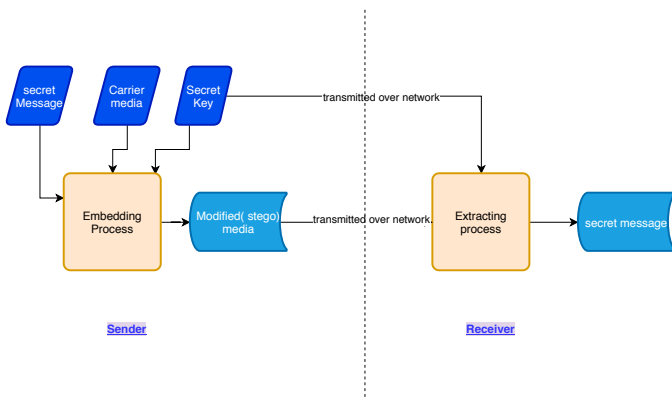 secret
Message
Carrier
media
Secret
Key
transmitted over network
Embedding
Process
Modified( stego)
media
transmitted over network
Extracting
process
secret message
Sender
Receiver